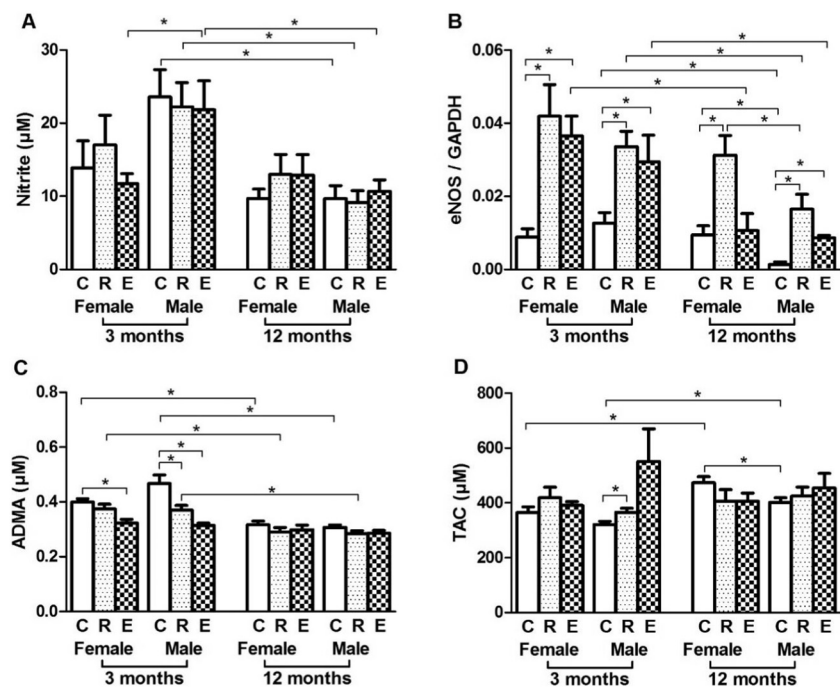 A
*
*
*
*
30
20
10
0
Nitrite (µM)
C R E C R E C R E C R E
Female Male Female Male
3 months 12 months
B
*
*
*
*
*
*
*
*
*
*
*
*
*
0.06
0.04
0.02
0.00
eNOS / GAPDH
C R E C R E C R E C R E
Female Male Female Male
3 months 12 months
C
*
*
*
*
*
*
*
0.8
0.6
0.4
0.2
0.0
ADMA (µM)
C R E C R E C R E C R E
Female Male Female Male
3 months 12 months
D
*
*
*
*
800
600
400
200
0
TAC (µM)
C R E C R E C R E C R E
Female Male Female Male
3 months 12 months